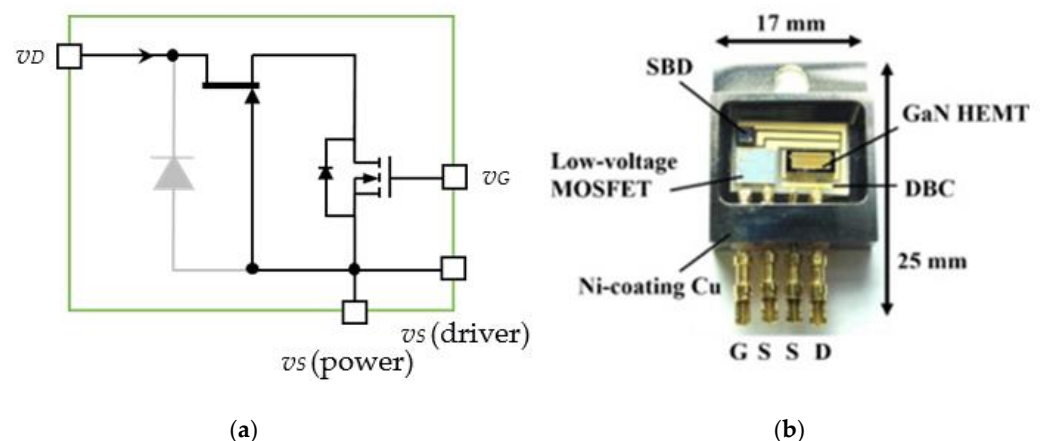 vD
vG
vS (driver)
vS (power)
(a)
(b)
17 mm
SBD
GaN HEMT
Low-voltage
MOSFET
DBC
25 mm
Ni-coating Cu
G S S D